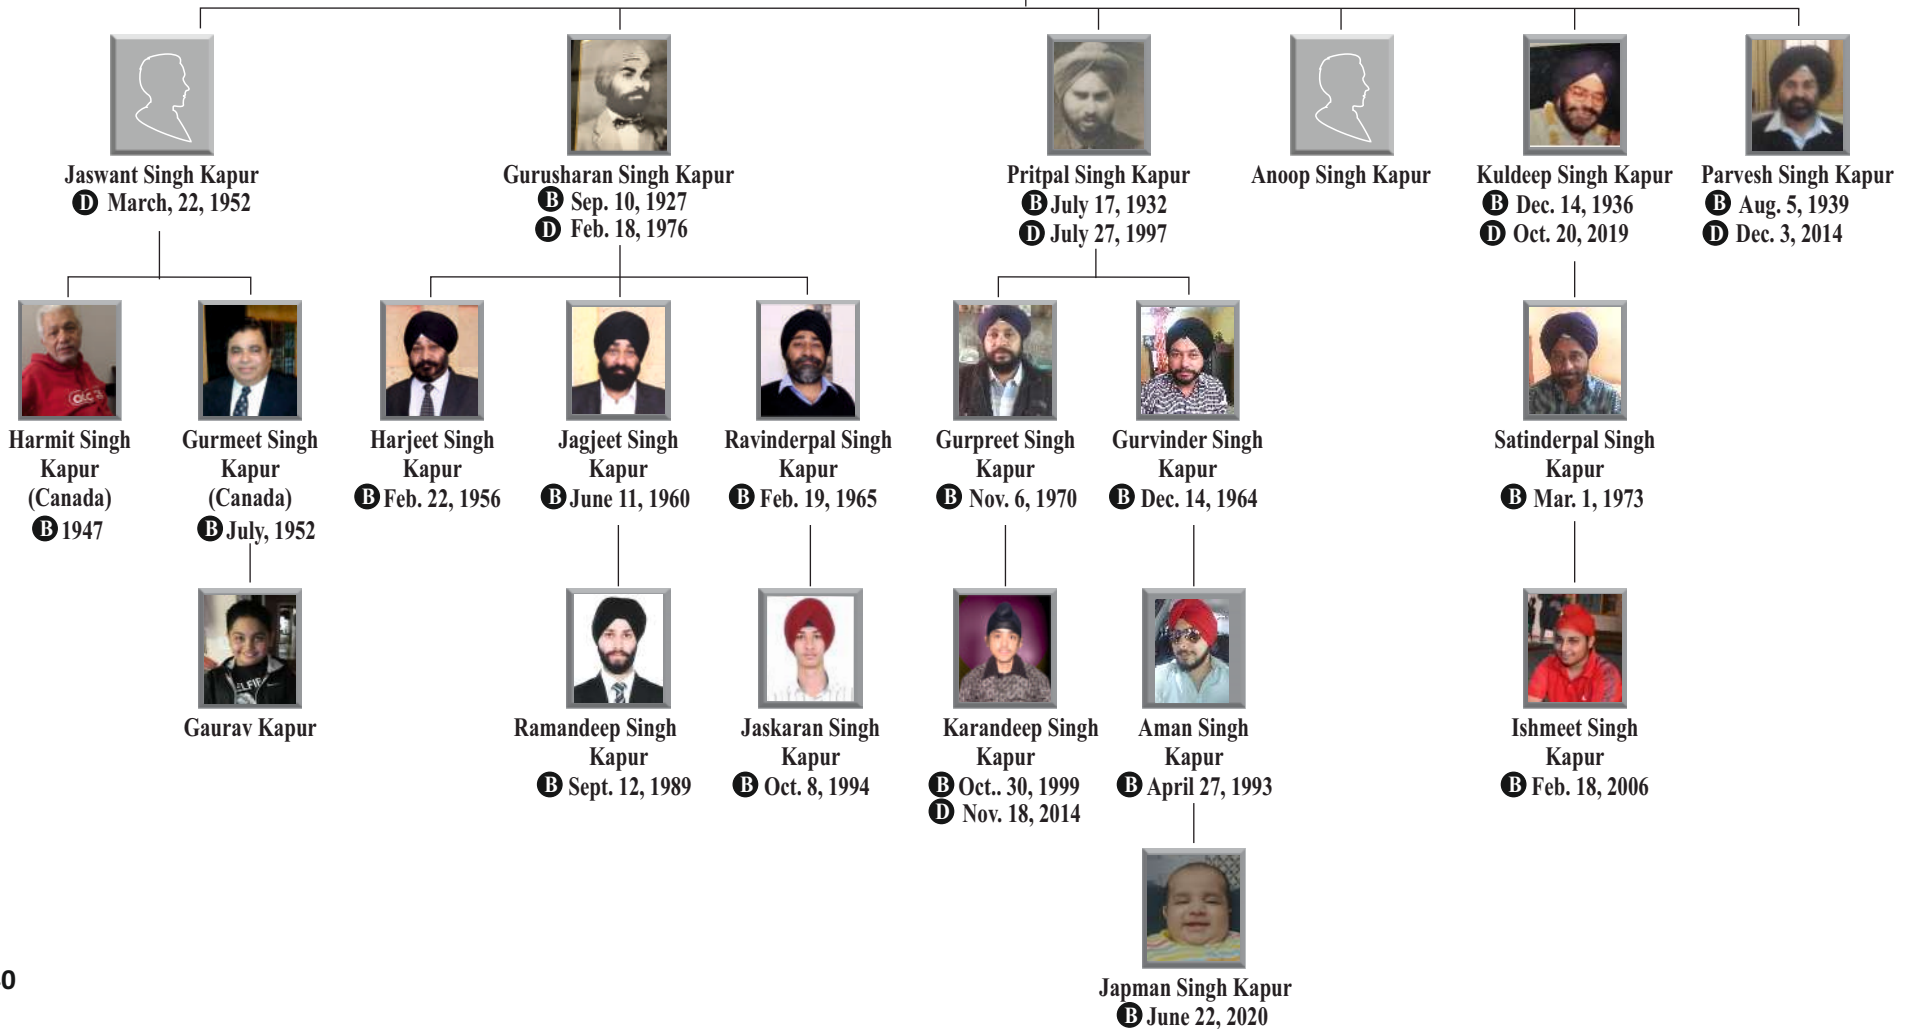 Jaswant Singh Kapur
D March, 22, 1952
Gurusharan Singh Kapur
B Sep. 10, 1927
D Feb. 18, 1976
Pritpal Singh Kapur
B July 17, 1932
D July 27, 1997
Anoop Singh Kapur
Kuldeep Singh Kapur
B Dec. 14, 1936
D Oct. 20, 2019
Parvesh Singh Kapur
B Aug. 5, 1939
D Dec. 3, 2014
Harmit Singh
Kapur
(Canada)
B 1947
Gurmeet Singh
Kapur
(Canada)
B July, 1952
Harjeet Singh
Kapur
B Feb. 22, 1956
Jagjeet Singh
Kapur
B June 11, 1960
Ravinderpal Singh
Kapur
B Feb. 19, 1965
Gurpreet Singh
Kapur
B Nov. 6, 1970
Gurvinder Singh
Kapur
B Dec. 14, 1964
Satinderpal Singh
Kapur
B Mar. 1, 1973
Gaurav Kapur
Ramandeep Singh
Kapur
B Sept. 12, 1989
Jaskaran Singh
Kapur
B Oct. 8, 1994
Karandeep Singh
Kapur
B Oct.. 30, 1999
D Nov. 18, 2014
Aman Singh
Kapur
B April 27, 1993
Ishmeet Singh
Kapur
B Feb. 18, 2006
Japman Singh Kapur
B June 22, 2020